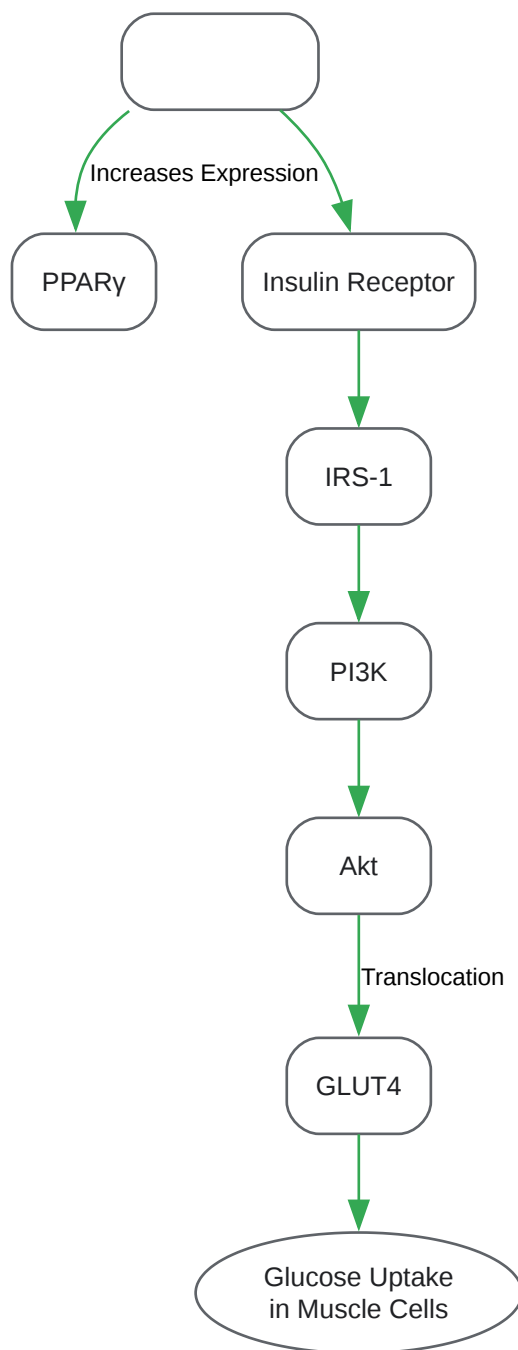 Increases Expression
PPARγ
Insulin Receptor
IRS-1
PI3K
Akt
Translocation
GLUT4
Glucose Uptake
in Muscle Cells